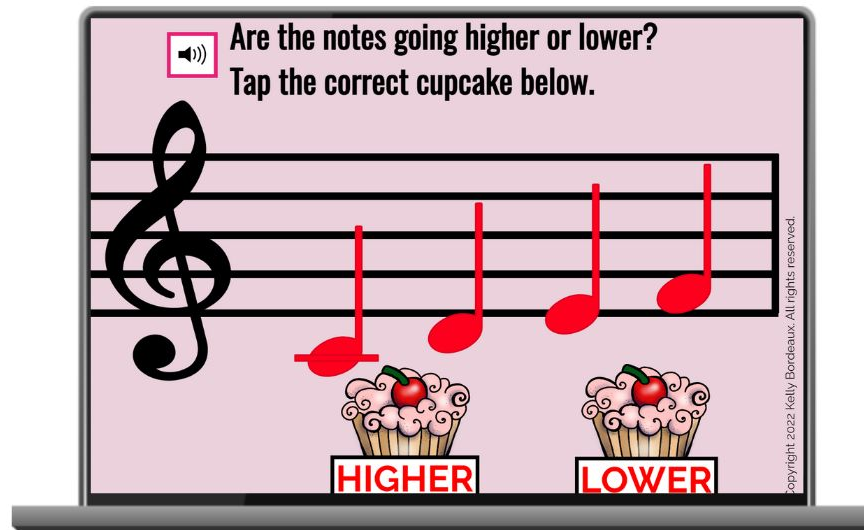 Are the notes going higher or lower?
Tap the correct cupcake below.
HIGHER
LOWER
Copyright 2022 Kelly Bordeaux. All rights reserved.